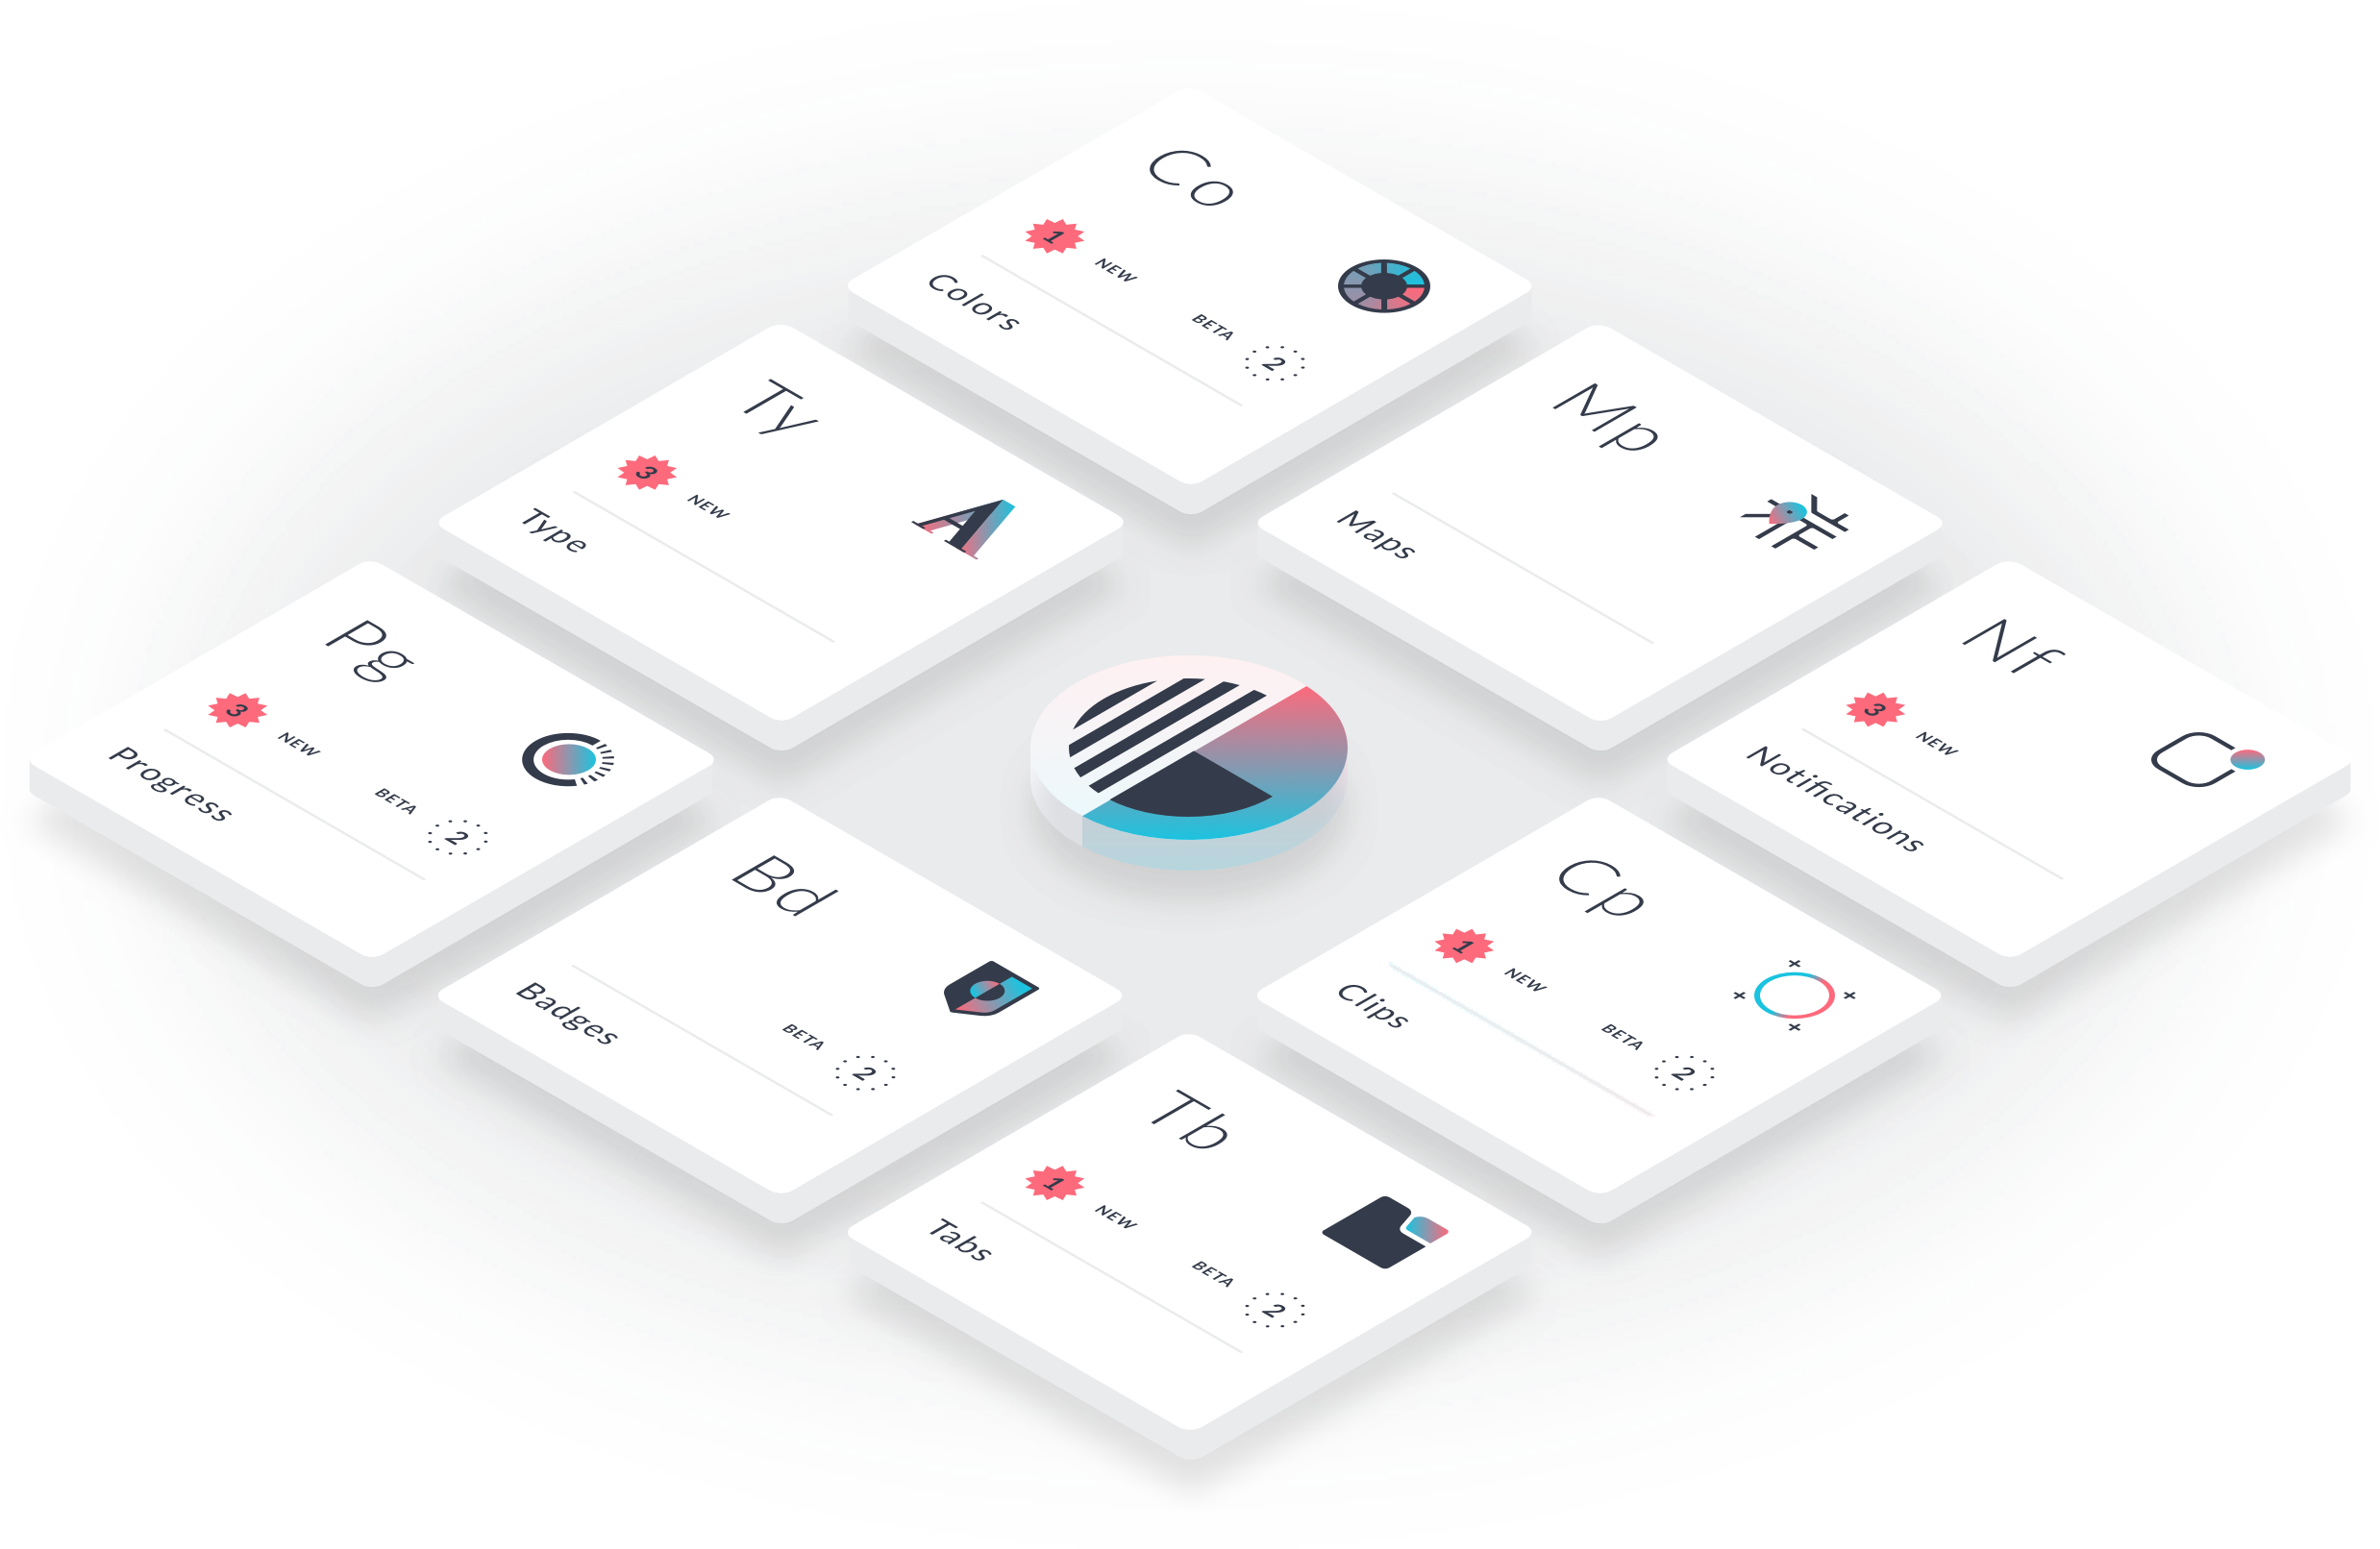 Co
1 NEW
BETA 2
Colors
Ty
3 NEW
Type
Mp
Maps
Pg
3 NEW
BETA 2
Progress
Nf
3 NEW
Notifications
Bd
BETA 2
Badges
Cp
1 NEW
BETA 2
Clips
Tb
1 NEW
BETA 2
Tabs